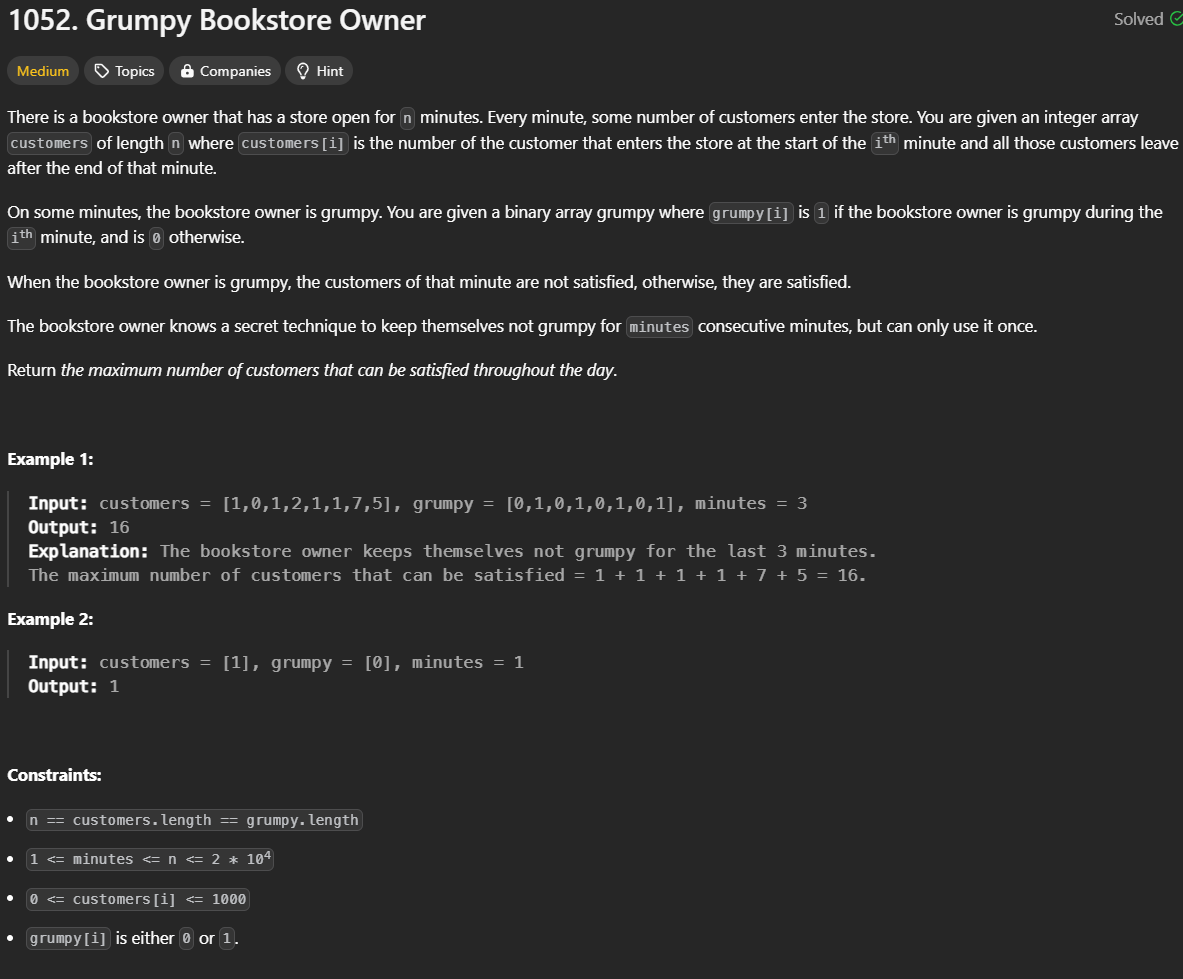 1052. Grumpy Bookstore Owner
Solved
Medium Topics Companies Hint
There is a bookstore owner that has a store open for n minutes. Every minute, some number of customers enter the store. You are given an integer array
customers of length n where customers[i] is the number of the customer that enters the store at the start of the ith minute and all those customers leave
after the end of that minute.
On some minutes, the bookstore owner is grumpy. You are given a binary array grumpy where grumpy[i] is 1 if the bookstore owner is grumpy during the
ith minute, and is 0 otherwise.
When the bookstore owner is grumpy, the customers of that minute are not satisfied, otherwise, they are satisfied.
The bookstore owner knows a secret technique to keep themselves not grumpy for minutes consecutive minutes, but can only use it once.
Return the maximum number of customers that can be satisfied throughout the day.
Example 1:
Input: customers = [1,0,1,2,1,1,7,5], grumpy = [0,1,0,1,0,1,0,1], minutes = 3
Output: 16
Explanation: The bookstore owner keeps themselves not grumpy for the last 3 minutes.
The maximum number of customers that can be satisfied = 1 + 1 + 1 + 1 + 7 + 5 = 16.
Example 2:
Input: customers = [1], grumpy = [0], minutes = 1
Output: 1
Constraints:
• n == customers.length == grumpy.length
• 1 <= minutes <= n <= 2 * 10⁴
• 0 <= customers[i] <= 1000
• grumpy[i] is either 0 or 1.